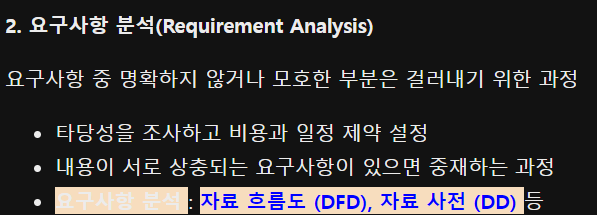 2. 요구사항 분석(Requirement Analysis)
요구사항 중 명확하지 않거나 모호한 부분은 걸러내기 위한 과정
• 타당성을 조사하고 비용과 일정 제약 설정
• 내용이 서로 상충되는 요구사항이 있으면 중재하는 과정
• 요구사항 분석 : 자료 흐름도 (DFD), 자료 사전 (DD) 등